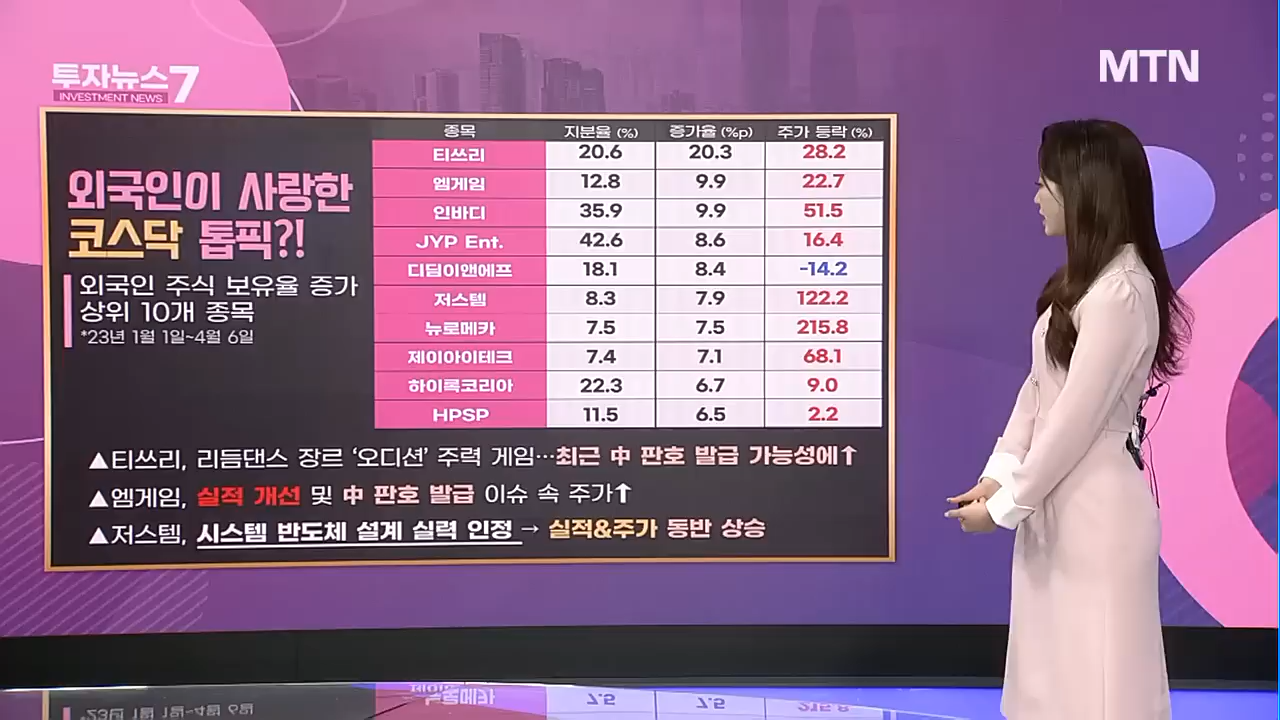 투자뉴스7
INVESTMENT NEWS
MTN
외국인이 사랑한
코스닥 톱픽?!
외국인 주식 보유율 증가
상위 10개 종목
*23년 1월 1일~4월 6일
종목 지분율 (%) 증가율 (%p) 주가 등락 (%)
티쓰리 20.6 20.3 28.2
엠게임 12.8 9.9 22.7
인바디 35.9 9.9 51.5
JYP Ent. 42.6 8.6 16.4
디딤이앤에프 18.1 8.4 -14.2
저스템 8.3 7.9 122.2
뉴로메카 7.5 7.5 215.8
제이아이테크 7.4 7.1 68.1
하이록코리아 22.3 6.7 9.0
HPSP 11.5 6.5 2.2
▲티쓰리, 리듬댄스 장르 ‘오디션’ 주력 게임…최근 中 판호 발급 가능성에↑
▲엠게임, 실적 개선 및 中 판호 발급 이슈 속 주가↑
▲저스템, 시스템 반도체 설계 실력 인정 → 실적&주가 동반 상승